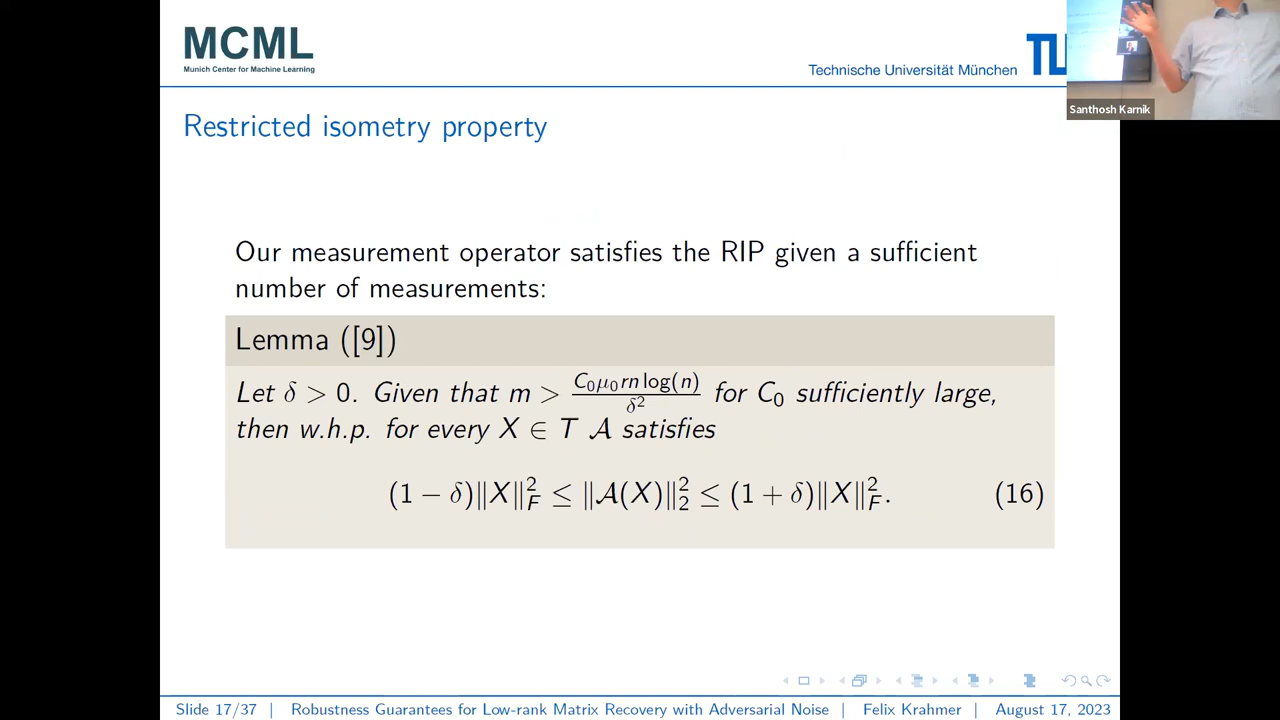 MCML
Munich Center for Machine Learning
Technische Universität München
Santhosh Karnik
Restricted isometry property
Our measurement operator satisfies the RIP given a sufficient
number of measurements:
Lemma ([9])
Let δ > 0. Given that m > C₀μ₀rn log(n) / δ² for C₀ sufficiently large,
then w.h.p. for every X ∈ T 𝒜 satisfies
(1 − δ)‖X‖²_F ≤ ‖𝒜(X)‖²₂ ≤ (1 + δ)‖X‖²_F. (16)
Slide 17/37 | Robustness Guarantees for Low-rank Matrix Recovery with Adversarial Noise | Felix Krahmer | August 17, 2023